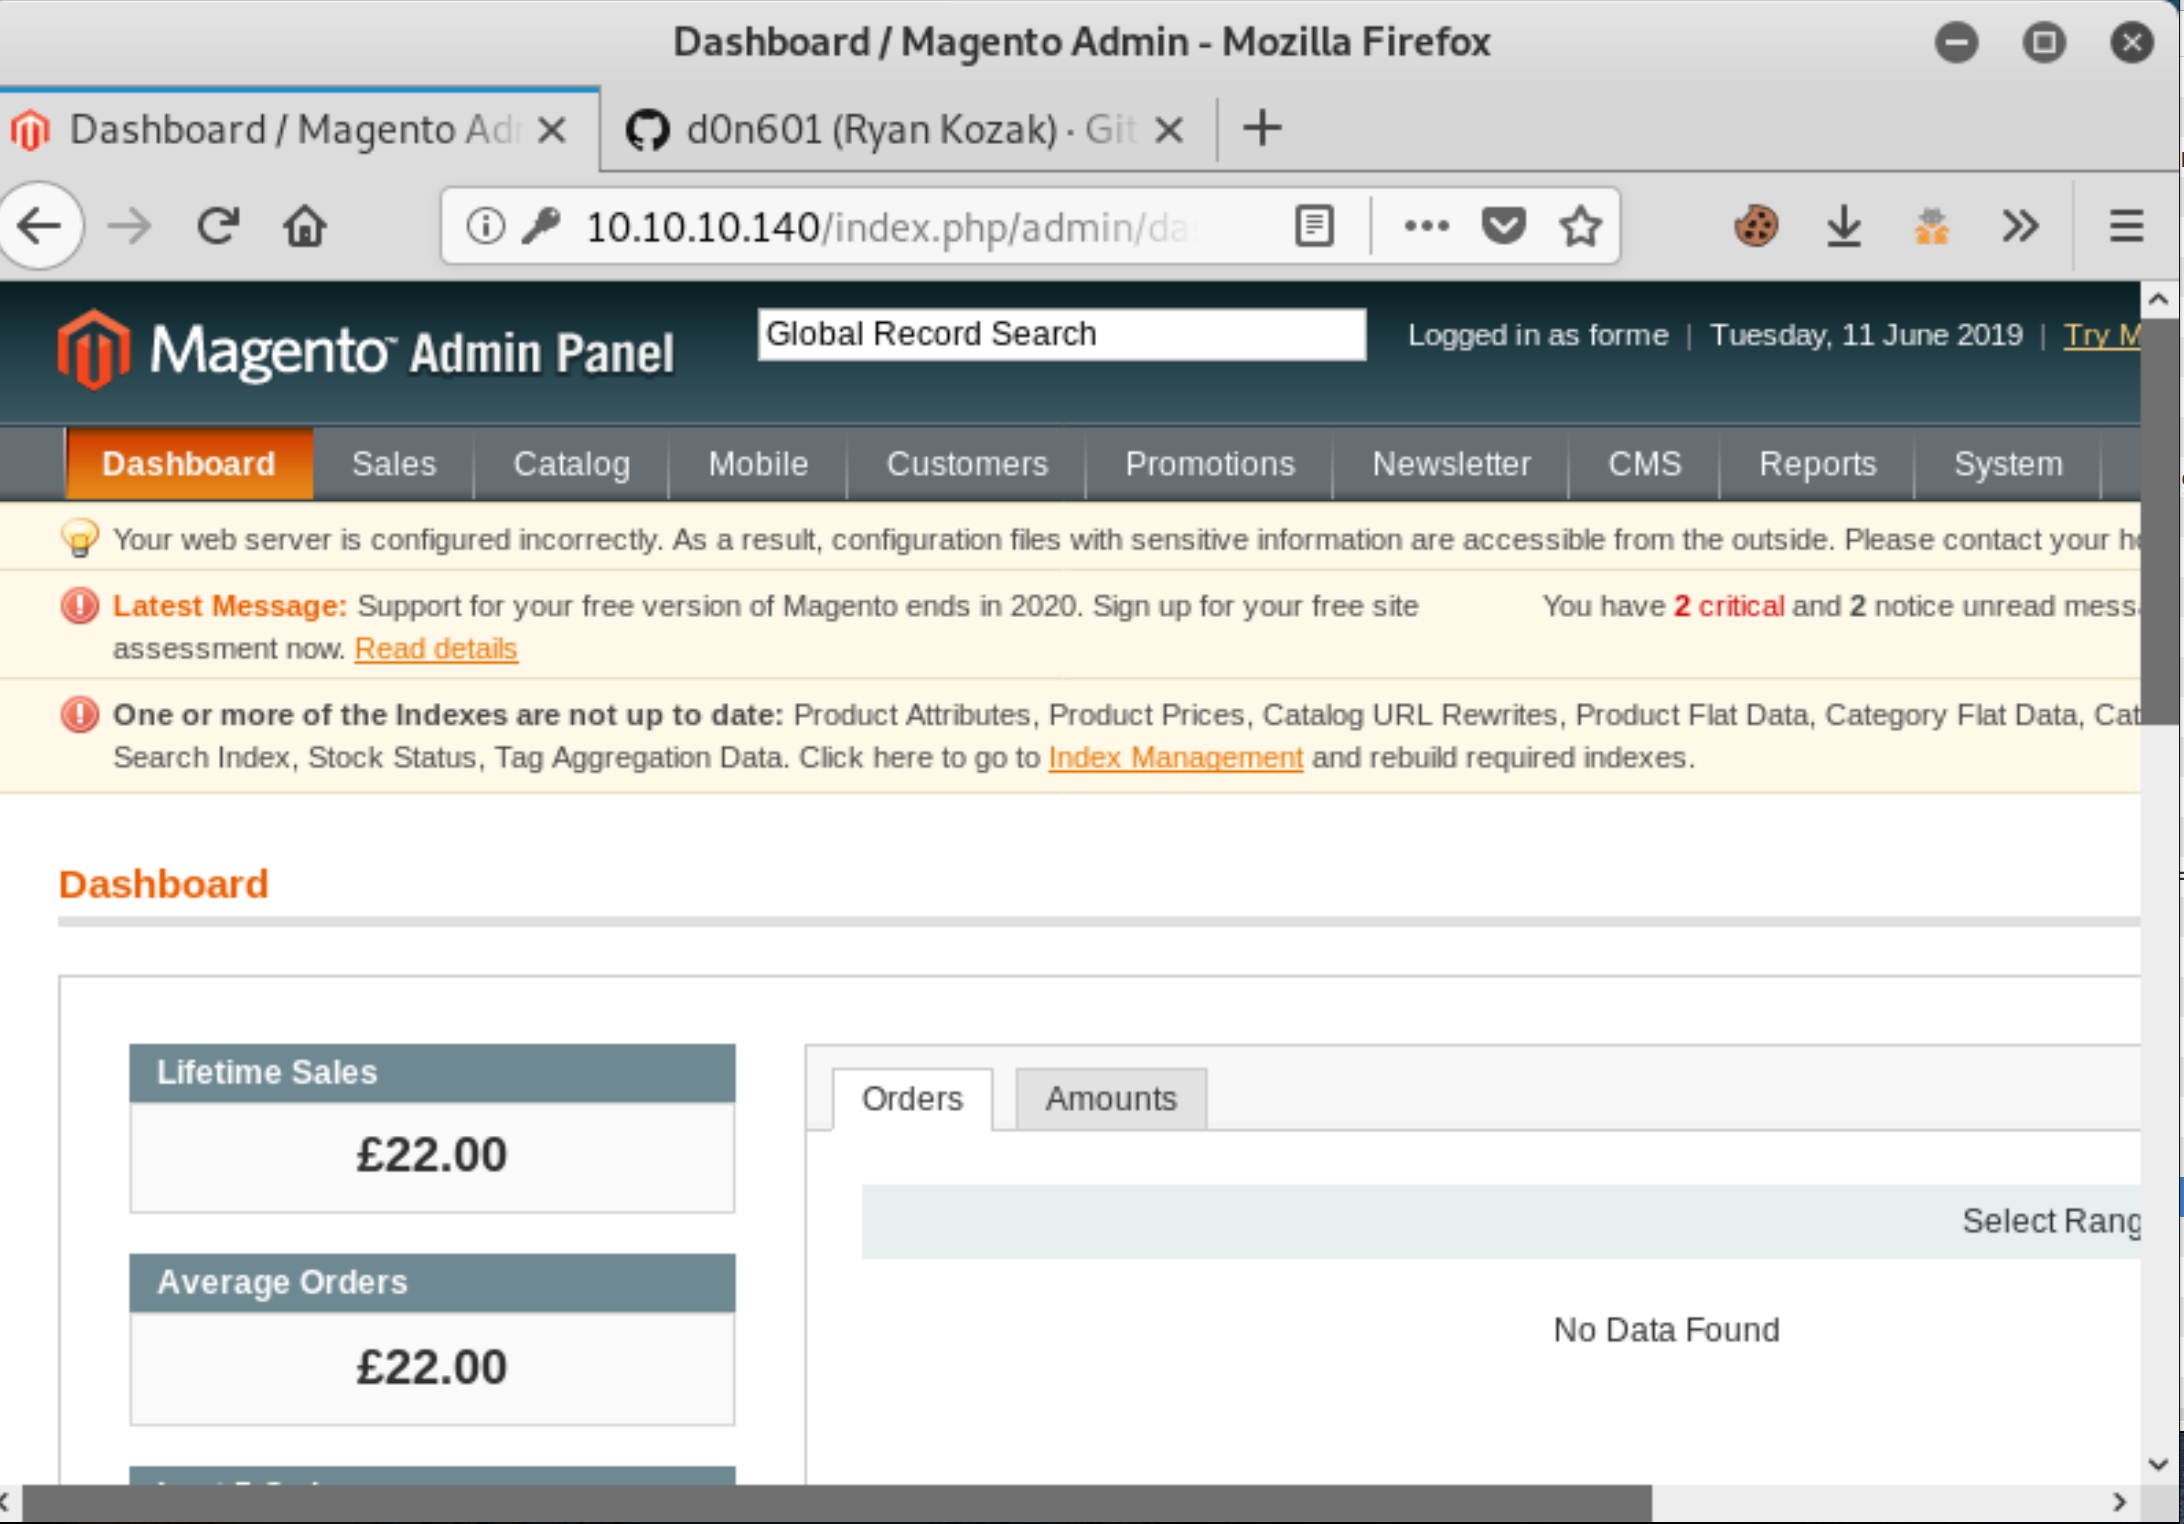 Dashboard / Magento Admin - Mozilla Firefox
Dashboard / Magento Ad
d0n601 (Ryan Kozak) · Git
10.10.10.140/index.php/admin/da
Magento™ Admin Panel
Global Record Search
Logged in as forme | Tuesday, 11 June 2019 | Try M
Dashboard Sales Catalog Mobile Customers Promotions Newsletter CMS Reports System
Your web server is configured incorrectly. As a result, configuration files with sensitive information are accessible from the outside. Please contact your h
Latest Message: Support for your free version of Magento ends in 2020. Sign up for your free site
assessment now. Read details
You have 2 critical and 2 notice unread mess
One or more of the Indexes are not up to date: Product Attributes, Product Prices, Catalog URL Rewrites, Product Flat Data, Category Flat Data, Cat
Search Index, Stock Status, Tag Aggregation Data. Click here to go to Index Management and rebuild required indexes.
Dashboard
Lifetime Sales
£22.00
Average Orders
£22.00
Orders
Amounts
Select Rang
No Data Found